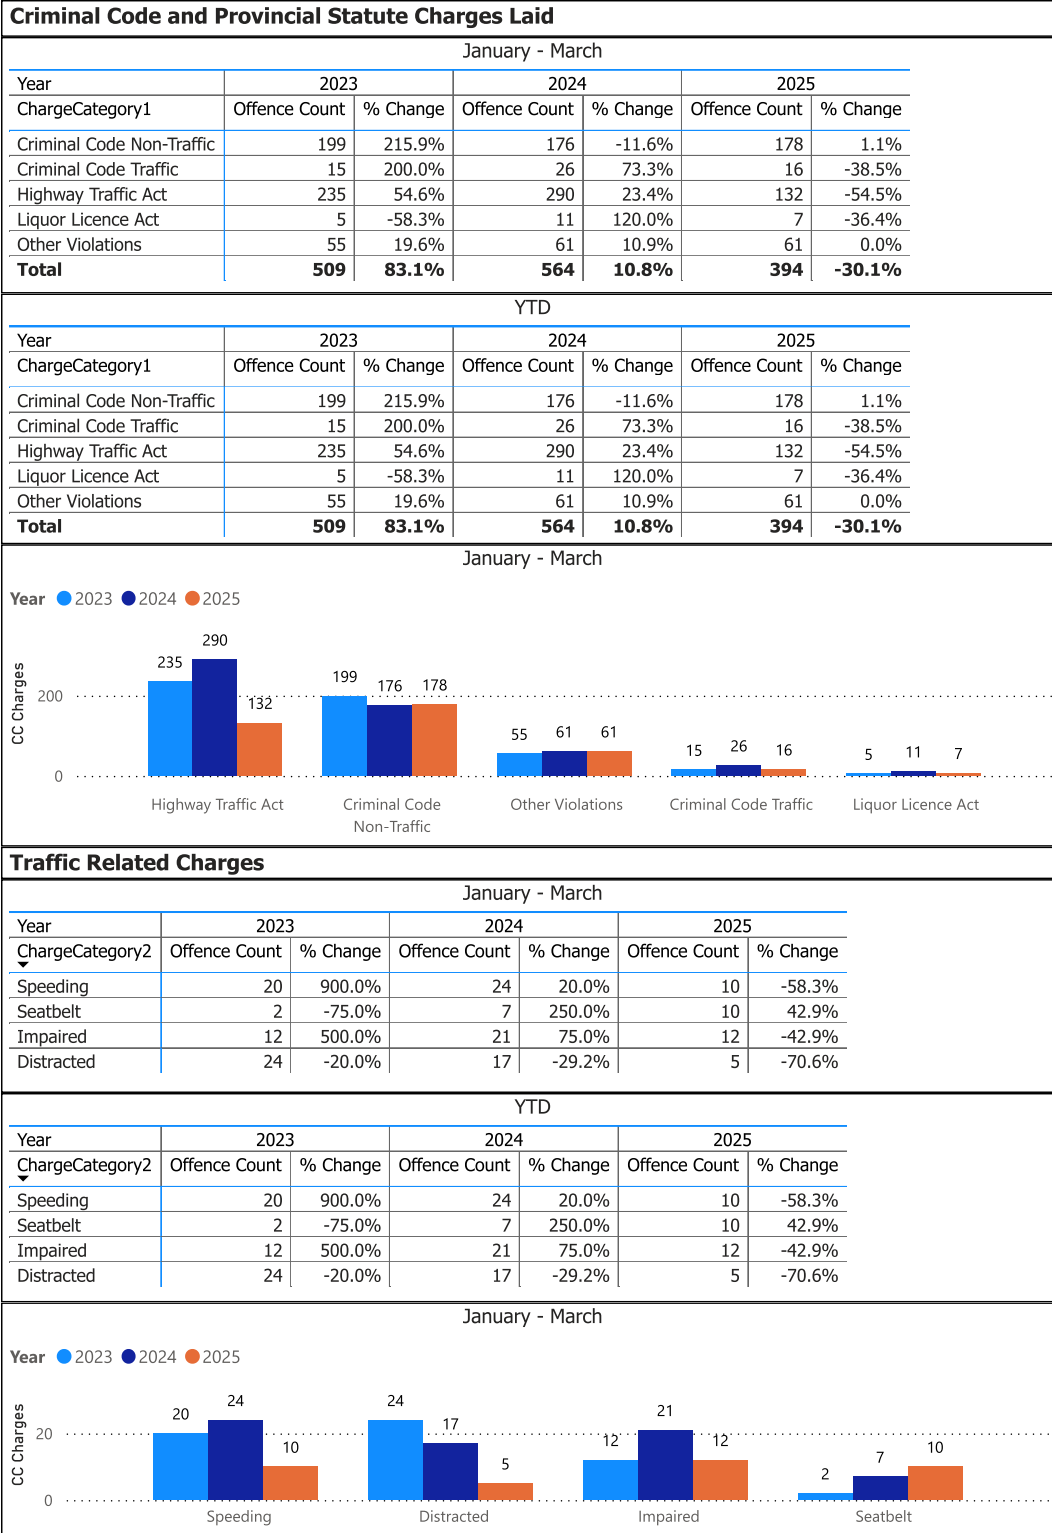 Criminal Code and Provincial Statute Charges Laid
January - March
Year 2023 2024 2025
ChargeCategory1 Offence Count % Change Offence Count % Change Offence Count % Change
Criminal Code Non-Traffic 199 215.9% 176 -11.6% 178 1.1%
Criminal Code Traffic 15 200.0% 26 73.3% 16 -38.5%
Highway Traffic Act 235 54.6% 290 23.4% 132 -54.5%
Liquor Licence Act 5 -58.3% 11 120.0% 7 -36.4%
Other Violations 55 19.6% 61 10.9% 61 0.0%
Total 509 83.1% 564 10.8% 394 -30.1%
YTD
Year 2023 2024 2025
ChargeCategory1 Offence Count % Change Offence Count % Change Offence Count % Change
Criminal Code Non-Traffic 199 215.9% 176 -11.6% 178 1.1%
Criminal Code Traffic 15 200.0% 26 73.3% 16 -38.5%
Highway Traffic Act 235 54.6% 290 23.4% 132 -54.5%
Liquor Licence Act 5 -58.3% 11 120.0% 7 -36.4%
Other Violations 55 19.6% 61 10.9% 61 0.0%
Total 509 83.1% 564 10.8% 394 -30.1%
January - March
Year 2023 2024 2025
CC Charges
200
0
235 290 132
199 176 178
55 61 61
15 26 16
5 11 7
Highway Traffic Act
Criminal Code
Non-Traffic
Other Violations
Criminal Code Traffic
Liquor Licence Act
Traffic Related Charges
January - March
Year 2023 2024 2025
ChargeCategory2 Offence Count % Change Offence Count % Change Offence Count % Change
Speeding 20 900.0% 24 20.0% 10 -58.3%
Seatbelt 2 -75.0% 7 250.0% 10 42.9%
Impaired 12 500.0% 21 75.0% 12 -42.9%
Distracted 24 -20.0% 17 -29.2% 5 -70.6%
YTD
Year 2023 2024 2025
ChargeCategory2 Offence Count % Change Offence Count % Change Offence Count % Change
Speeding 20 900.0% 24 20.0% 10 -58.3%
Seatbelt 2 -75.0% 7 250.0% 10 42.9%
Impaired 12 500.0% 21 75.0% 12 -42.9%
Distracted 24 -20.0% 17 -29.2% 5 -70.6%
January - March
Year 2023 2024 2025
CC Charges
20
0
20 24 10
24 17 5
12 21 12
2 7 10
Speeding
Distracted
Impaired
Seatbelt